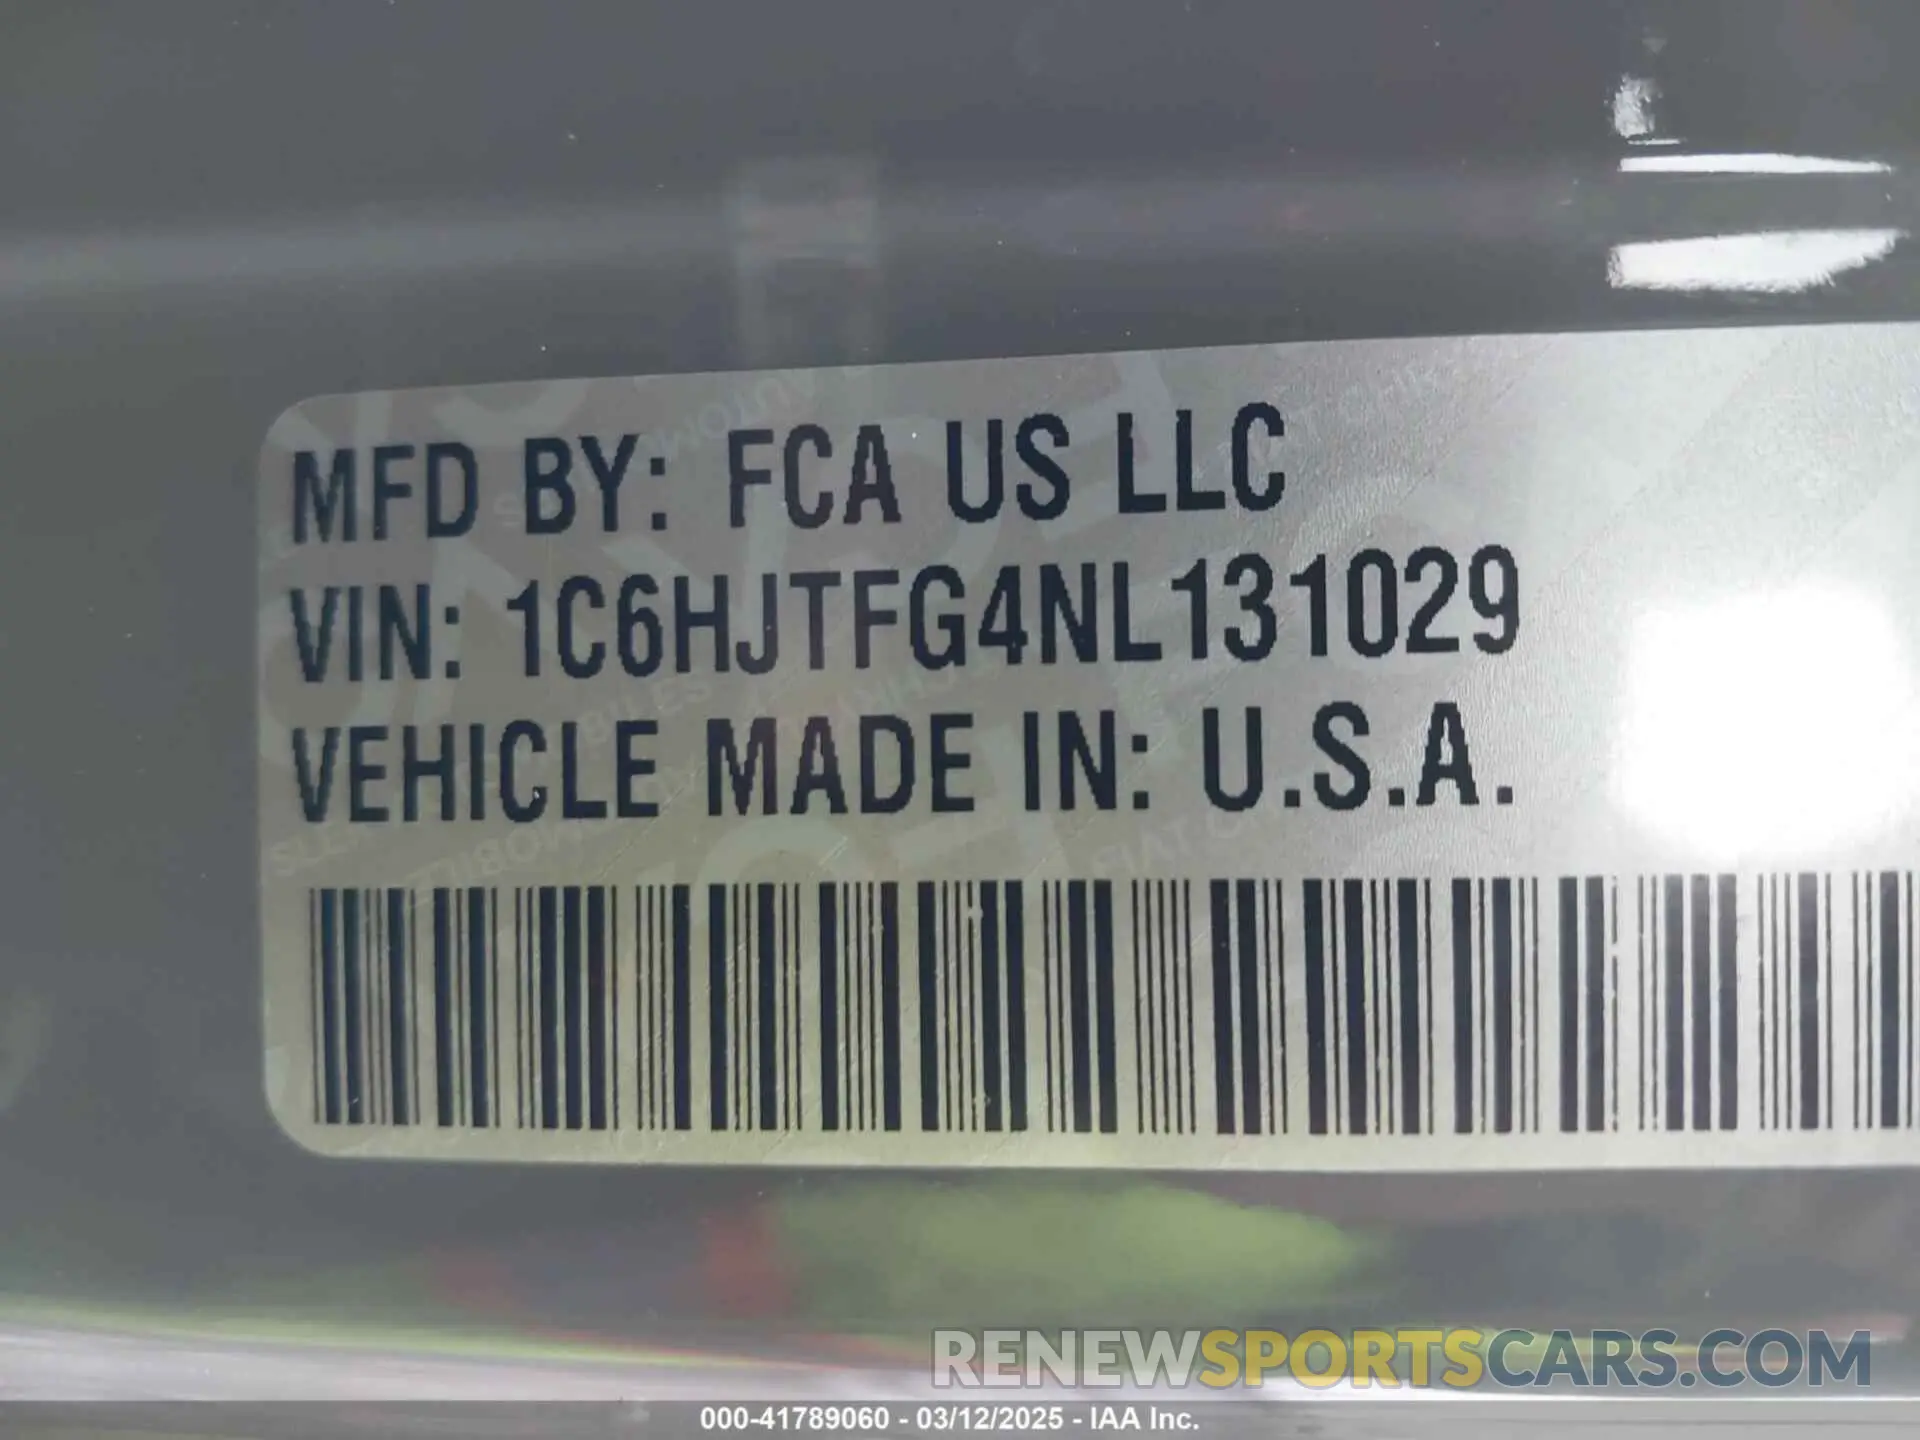 MFD BY: FCA US LLC
VIN: 1C6HJTFG4NL131029
VEHICLE MADE IN: U.S.A.
RENEWSPORTSCARS.COM
000-41789060 - 03/12/2025 - IAA Inc.